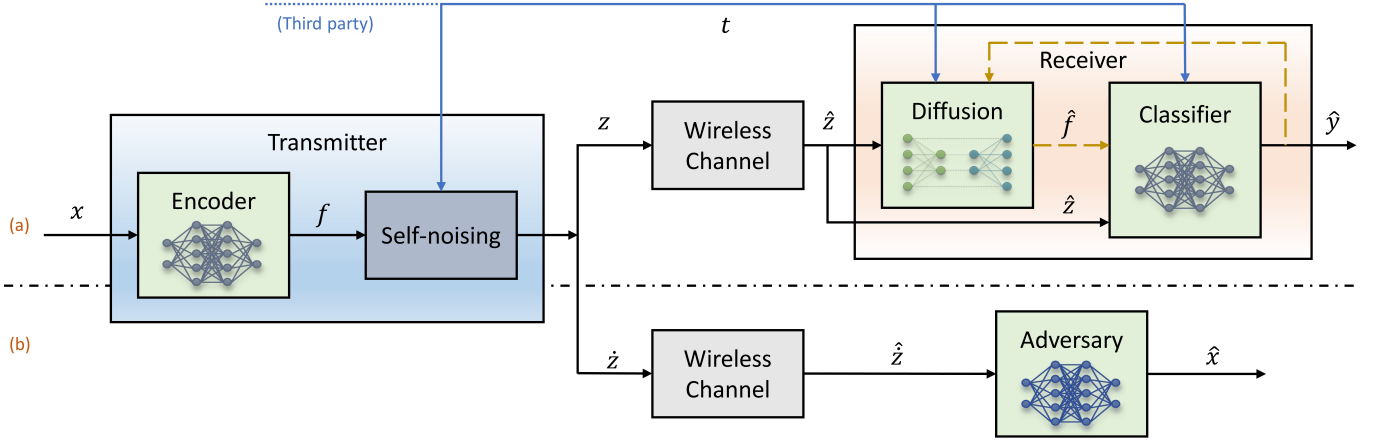 (Third party)
t
Receiver
Transmitter
Diffusion
Classifier
Wireless
Channel
z
ẑ
f̂
ŷ
Encoder
Self-noising
x
f
ẑ
(a)
(b)
ż
Wireless
Channel
ż̂
Adversary
x̂